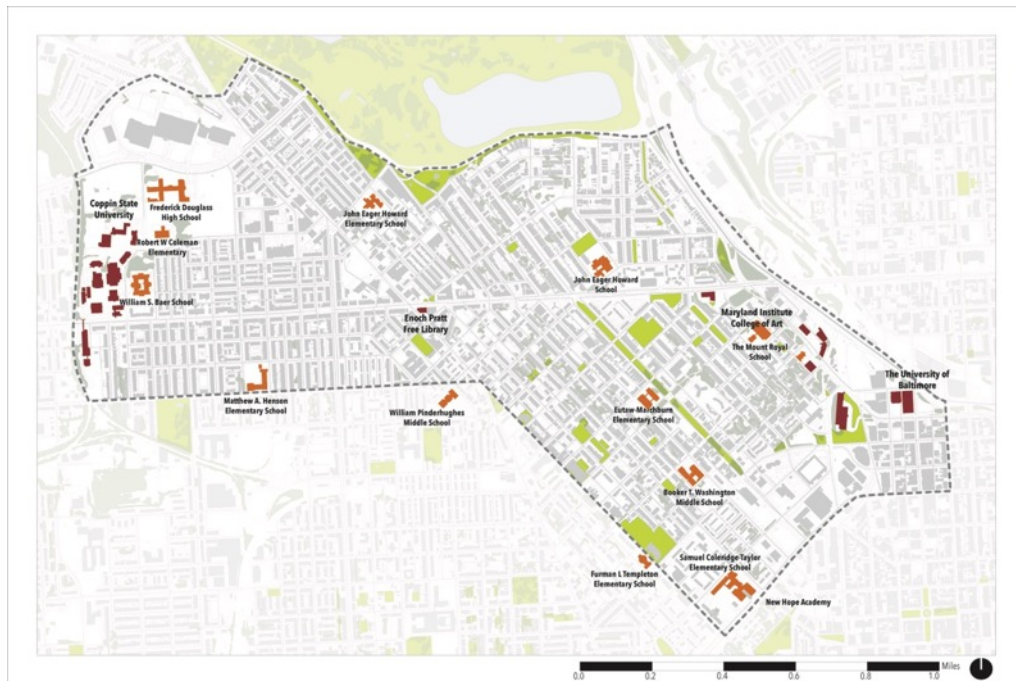 Coppin State
University
Frederick Douglass
High School
Robert W Coleman
Elementary
William S. Baer School
John Eager Howard
Elementary School
John Eager Howard
School
Enoch Pratt
Free Library
Maryland Institute
College of Art
The Mount Royal
School
The University of
Baltimore
Matthew A. Henson
Elementary School
William Pinderhughes
Middle School
Eutaw-Marchburn
Elementary School
Booker T. Washington
Middle School
Samuel Coleridge-Taylor
Elementary School
Furman L Templeton
Elementary School
New Hope Academy
Miles
0.0 0.2 0.4 0.6 0.8 1.0